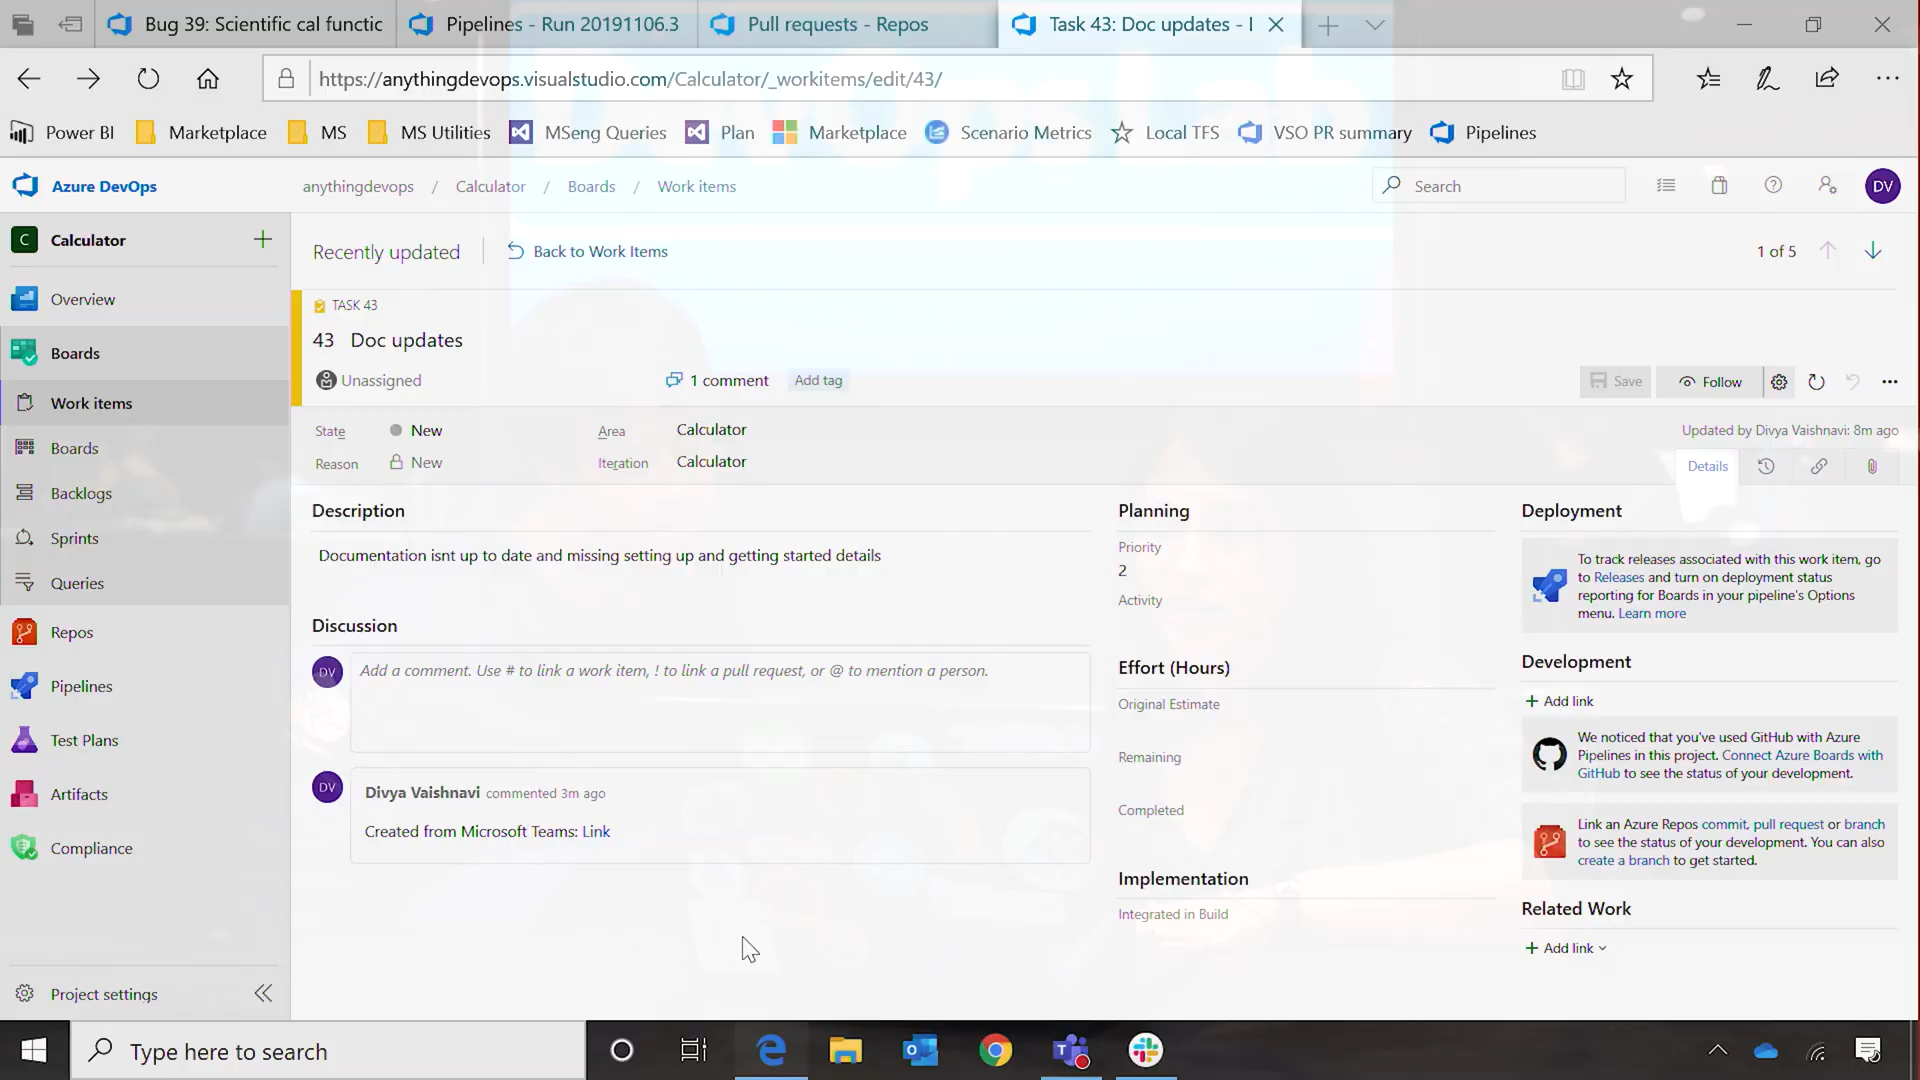 Bug 39: Scientific cal functic
Pipelines - Run 20191106.3
Pull requests - Repos
Task 43: Doc updates - I
https://anythingdevops.visualstudio.com/Calculator/_workitems/edit/43/
Power BI
Marketplace
MS
MS Utilities
MSeng Queries
Plan
Marketplace
Scenario Metrics
Local TFS
VSO PR summary
Pipelines
Azure DevOps
anythingdevops / Calculator / Boards / Work items
Search
DV
C Calculator
Overview
Boards
Work items
Boards
Backlogs
Sprints
Queries
Repos
Pipelines
Test Plans
Artifacts
Compliance
Project settings
Recently updated
Back to Work Items
1 of 5
TASK 43
43 Doc updates
Unassigned
1 comment
Add tag
Save
Follow
State New
Area Calculator
Updated by Divya Vaishnavi: 8m ago
Reason New
Iteration Calculator
Details
Description
Documentation isnt up to date and missing setting up and getting started details
Discussion
DV
Add a comment. Use # to link a work item, ! to link a pull request, or @ to mention a person.
DV
Divya Vaishnavi commented 3m ago
Created from Microsoft Teams: Link
Planning
Priority
2
Activity
Effort (Hours)
Original Estimate
Remaining
Completed
Implementation
Integrated in Build
Deployment
To track releases associated with this work item, go
to Releases and turn on deployment status
reporting for Boards in your pipeline's Options
menu. Learn more
Development
Add link
We noticed that you've used GitHub with Azure
Pipelines in this project. Connect Azure Boards with
GitHub to see the status of your development.
Link an Azure Repos commit, pull request or branch
to see the status of your development. You can also
create a branch to get started.
Related Work
Add link
Type here to search